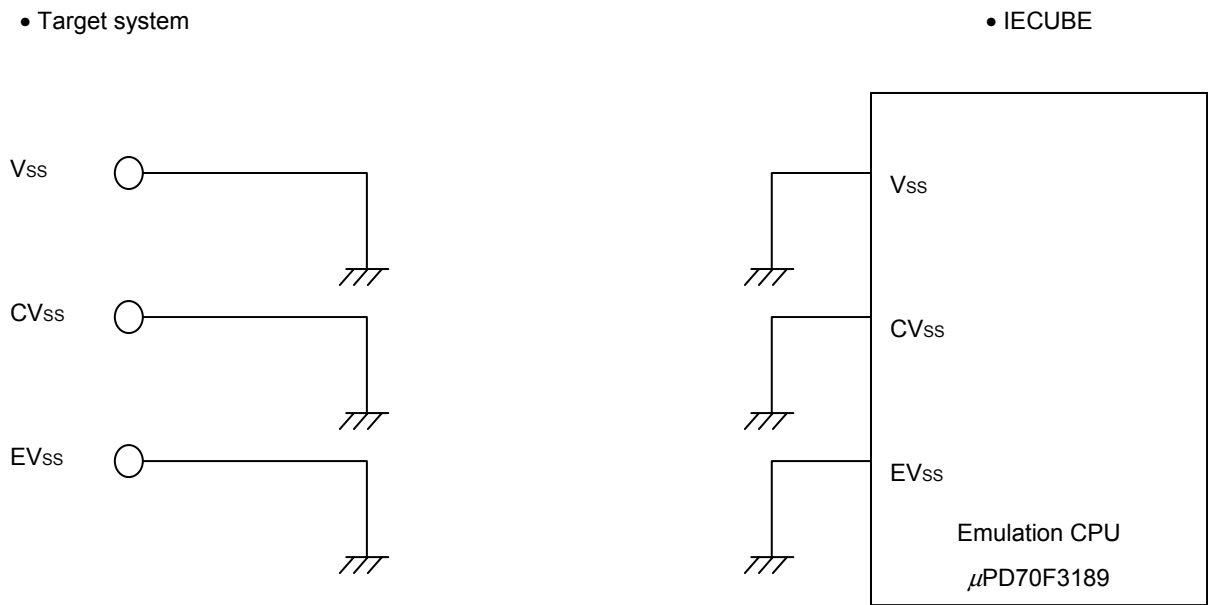 • Target system
• IECUBE
Vss
Vss
CVss
CVss
EVss
EVss
Emulation CPU
μPD70F3189